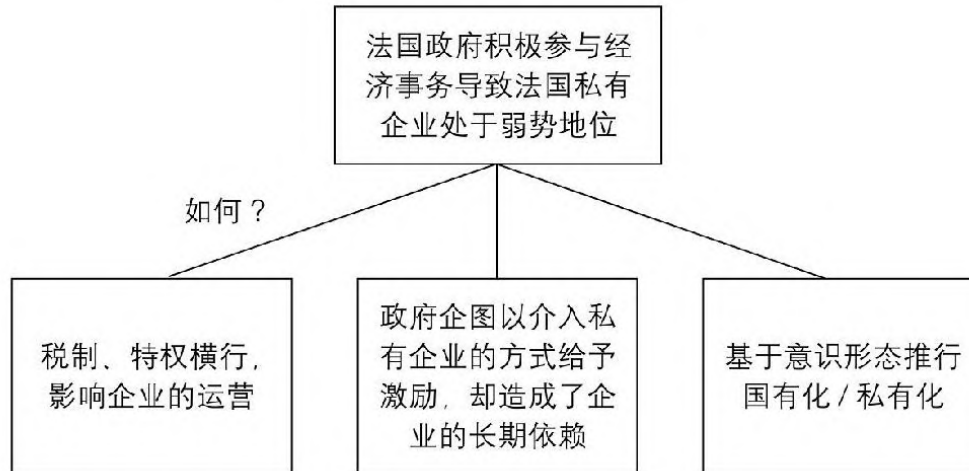 法国政府积极参与经
济事务导致法国私有
企业处于弱势地位
如何？
税制、特权横行，
影响企业的运营
政府企图以介入私
有企业的方式给予
激励，却造成了企
业的长期依赖
基于意识形态推行
国有化 / 私有化